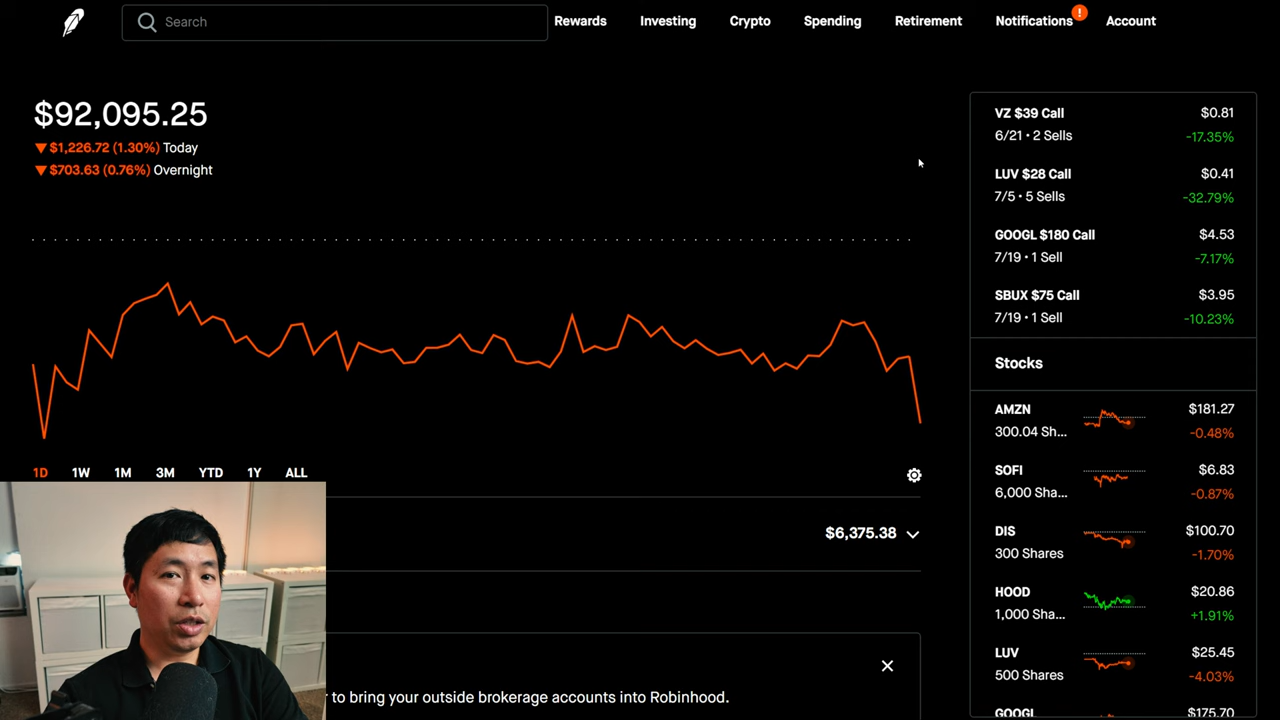 Search
Rewards
Investing
Crypto
Spending
Retirement
Notifications
!
Account
$92,095.25
▼ $1,226.72 (1.30%) Today
▼ $703.63 (0.76%) Overnight
1D
1W
1M
3M
YTD
1Y
ALL
$6,375.38
to bring your outside brokerage accounts into Robinhood.
VZ $39 Call $0.81
6/21 • 2 Sells -17.35%
LUV $28 Call $0.41
7/5 • 5 Sells -32.79%
GOOGL $180 Call $4.53
7/19 • 1 Sell -7.17%
SBUX $75 Call $3.95
7/19 • 1 Sell -10.23%
Stocks
AMZN $181.27
300.04 Sh... -0.48%
SOFI $6.83
6,000 Sha... -0.87%
DIS $100.70
300 Shares -1.70%
HOOD $20.86
1,000 Sha... +1.91%
LUV $25.45
500 Shares -4.03%
GOOGL $175.70